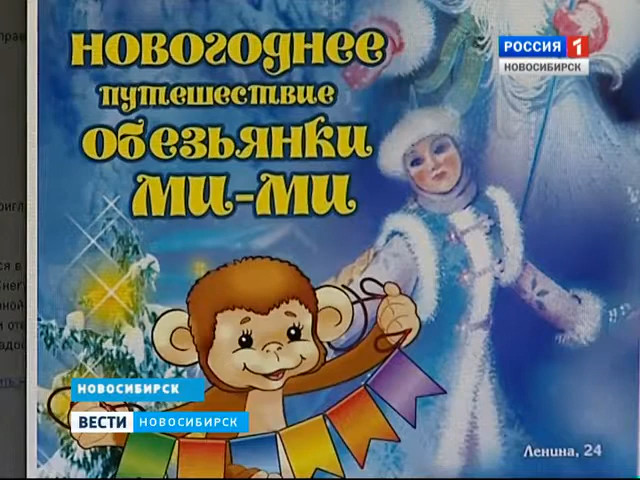 НОВОГОДНЕЕ
путешествие
ОБЕЗЬЯНКИ
МИ-МИ
РОССИЯ 1
НОВОСИБИРСК
НОВОСИБИРСК
ВЕСТИ НОВОСИБИРСК
Ленина, 24